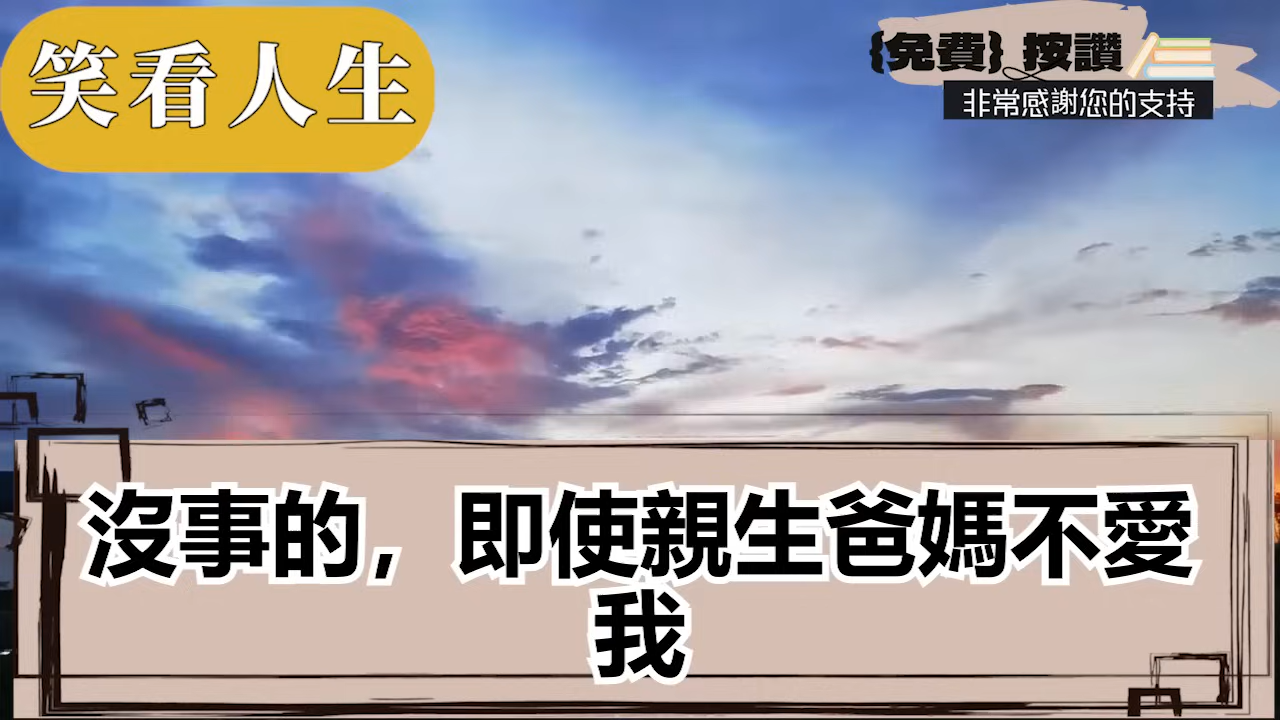 笑看人生
{免費} 按讚
非常感謝您的支持
沒事的，即使親生爸媽不愛
我